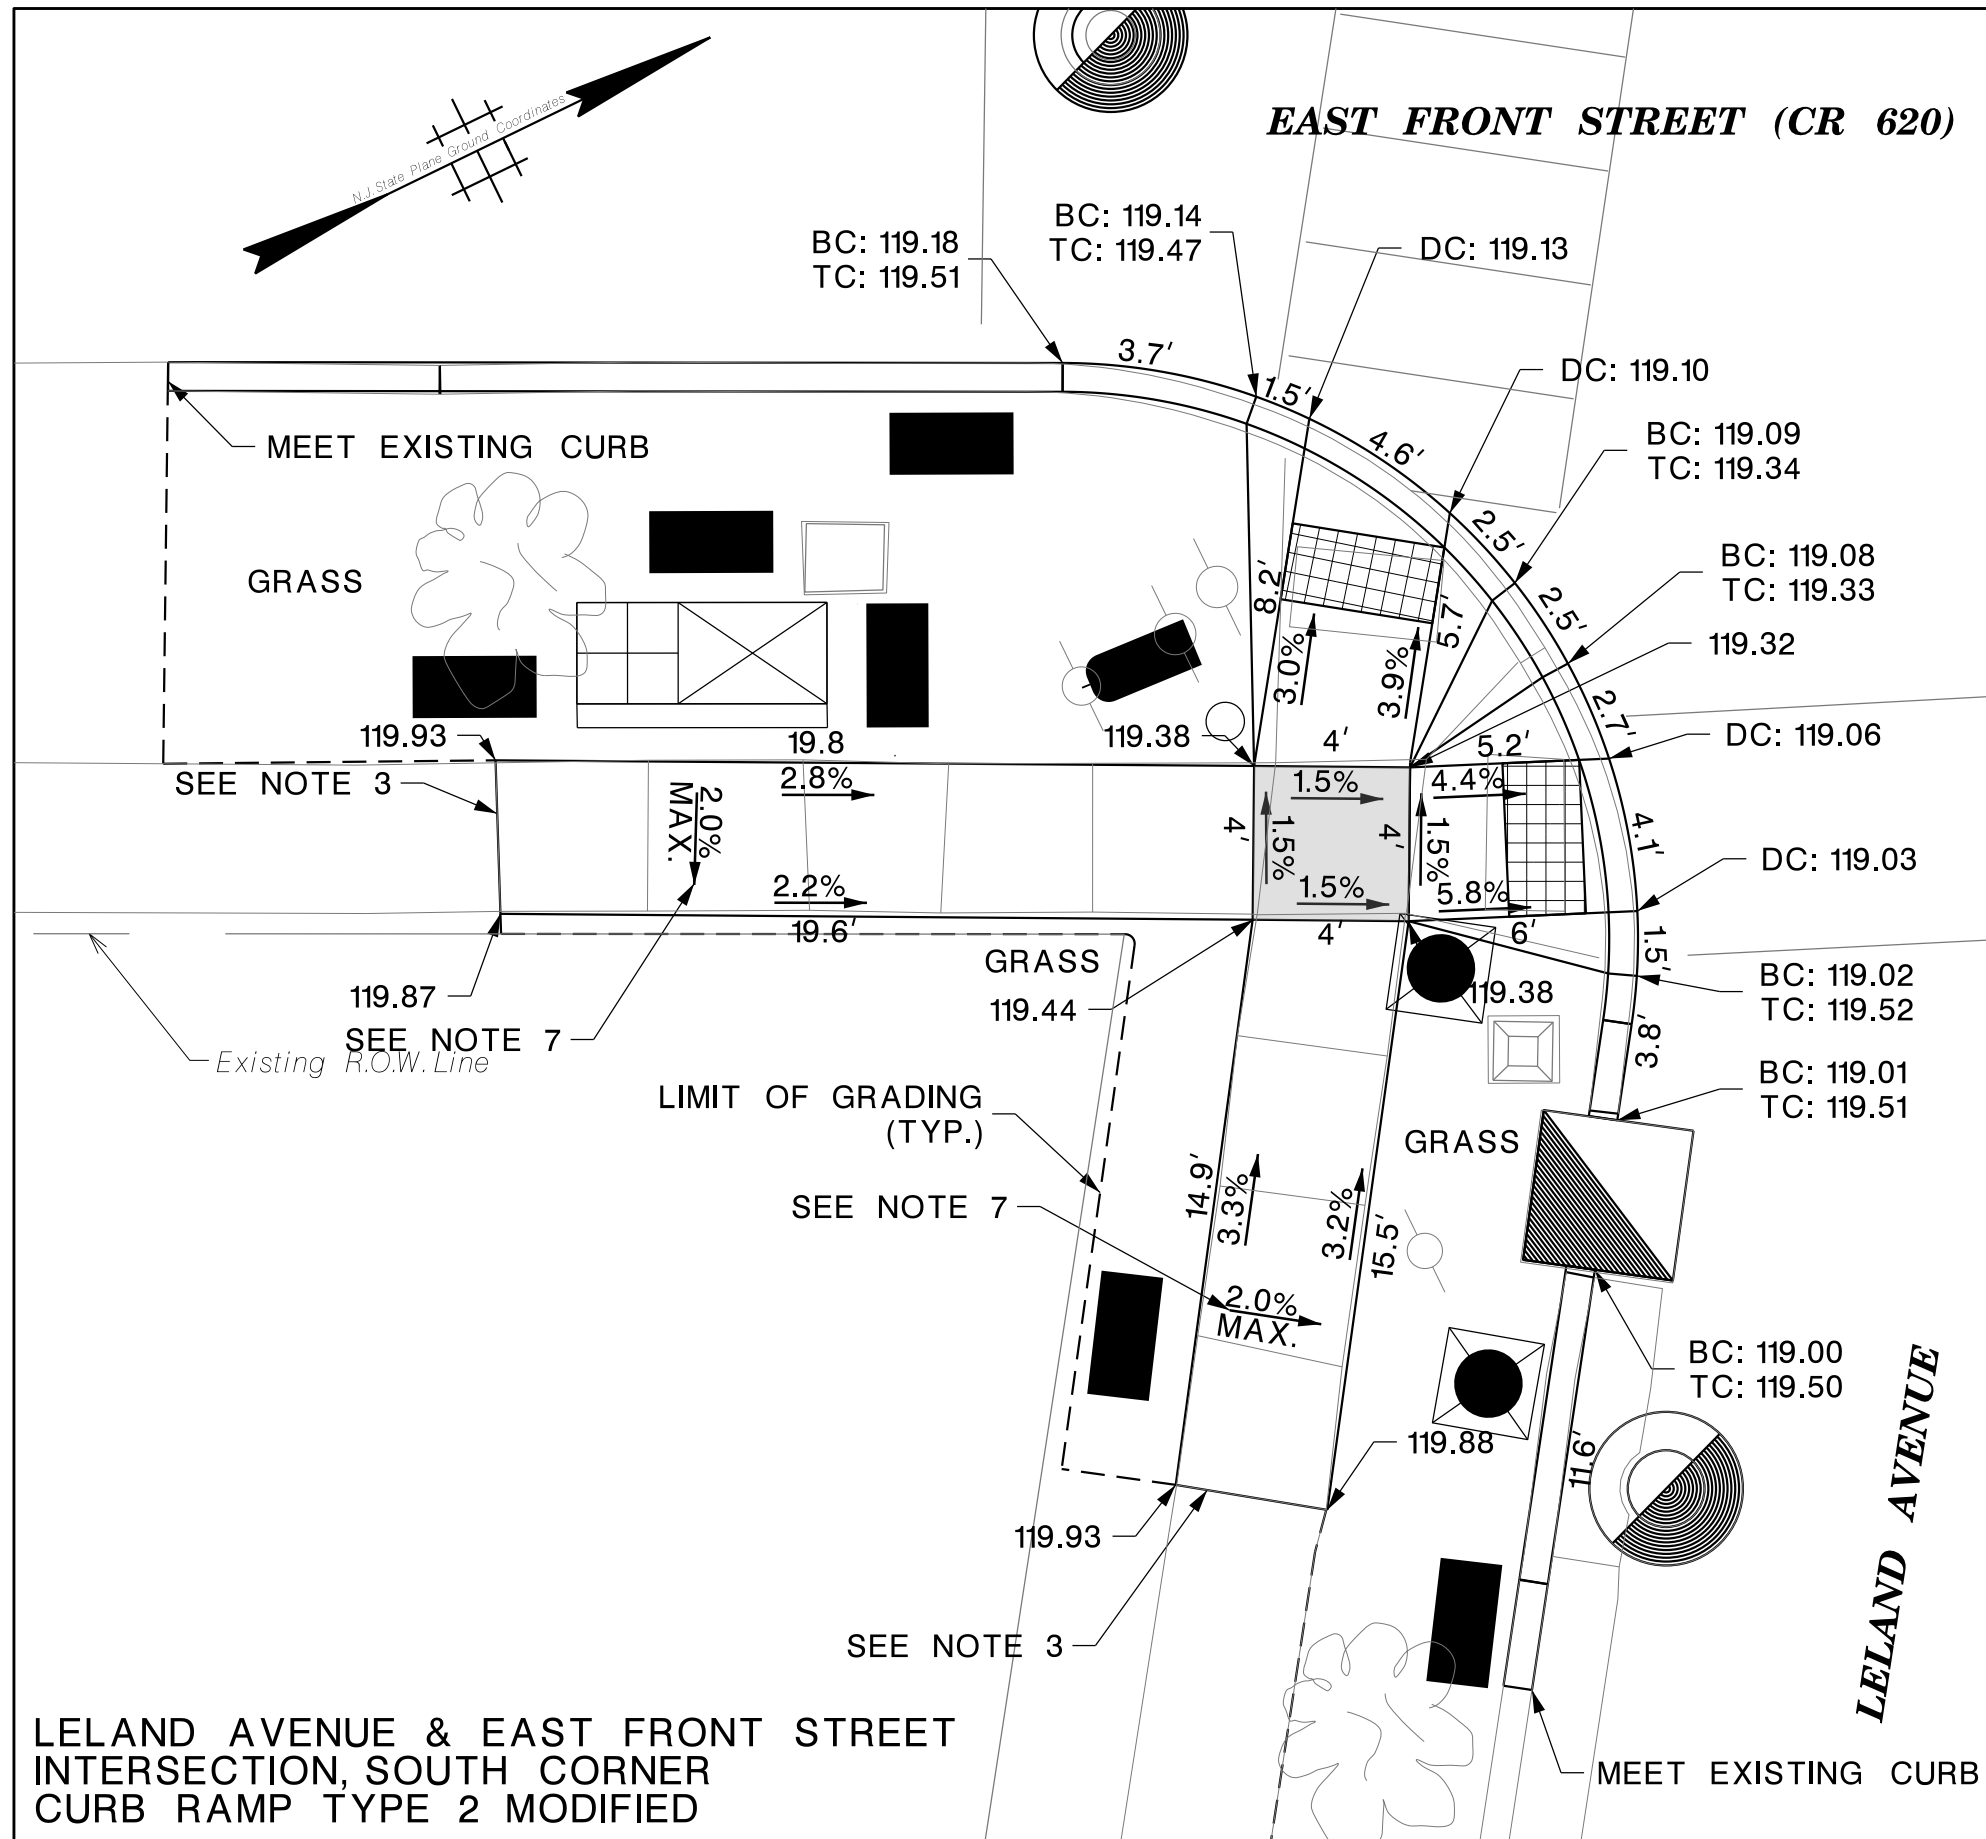 N.J. State Plane Ground Coordinates
EAST FRONT STREET (CR 620)
BC: 119.18
TC: 119.51
BC: 119.14
TC: 119.47
DC: 119.13
3.7'
1.5'
DC: 119.10
4.6'
BC: 119.09
TC: 119.34
2.5'
BC: 119.08
TC: 119.33
2.5'
119.32
MEET EXISTING CURB
GRASS
8.2'
5.7'
3.0%
3.9%
2.7'
DC: 119.06
119.93
19.8
119.38
4'
5.2'
SEE NOTE 3
2.8%
2.0%
MAX.
1.5%
4.4%
4'
1.5%
4'
1.5%
4.1'
DC: 119.03
2.2%
1.5%
5.8%
19.6'
4'
6'
1.5'
GRASS
119.87
119.44
119.38
BC: 119.02
TC: 119.52
SEE NOTE 7
Existing R.O.W. Line
3.8'
BC: 119.01
TC: 119.51
LIMIT OF GRADING
(TYP.)
GRASS
SEE NOTE 7
14.9'
3.3%
3.2%
15.5'
2.0%
MAX.
BC: 119.00
TC: 119.50
119.88
11.6'
LELAND AVENUE
119.93
SEE NOTE 3
MEET EXISTING CURB
LELAND AVENUE & EAST FRONT STREET
INTERSECTION, SOUTH CORNER
CURB RAMP TYPE 2 MODIFIED